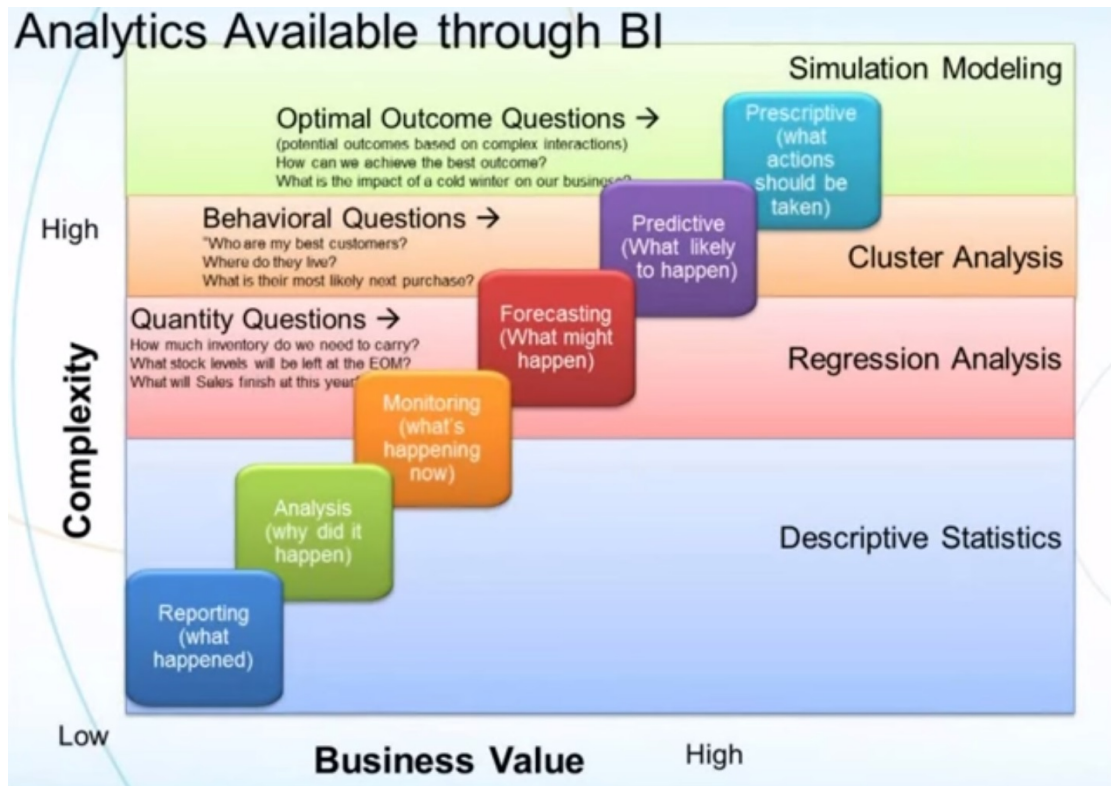 Analytics Available through BI
Simulation Modeling
Optimal Outcome Questions →
(potential outcomes based on complex interactions)
How can we achieve the best outcome?
What is the impact of a cold winter on our business?
Prescriptive
(what
actions
should be
taken)
High
Behavioral Questions →
"Who are my best customers?
Where do they live?
What is their most likely next purchase?
Predictive
(What likely
to happen)
Cluster Analysis
Quantity Questions →
How much inventory do we need to carry?
What stock levels will be left at the EOM?
What will Sales finish at this year
Forecasting
(What might
happen)
Regression Analysis
Complexity
Monitoring
(what's
happening
now)
Analysis
(why did it
happen)
Descriptive Statistics
Reporting
(what
happened)
Low
Business Value
High